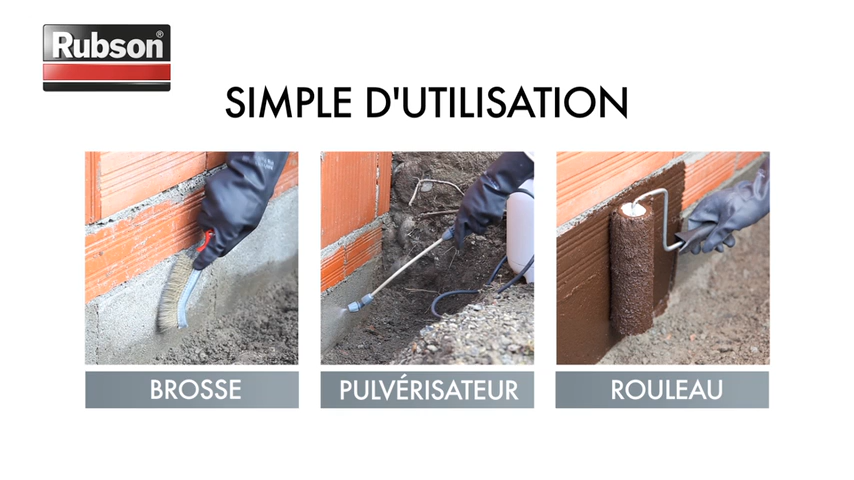 Rubson®
SIMPLE D'UTILISATION
BROSSE
PULVÉRISATEUR
ROULEAU